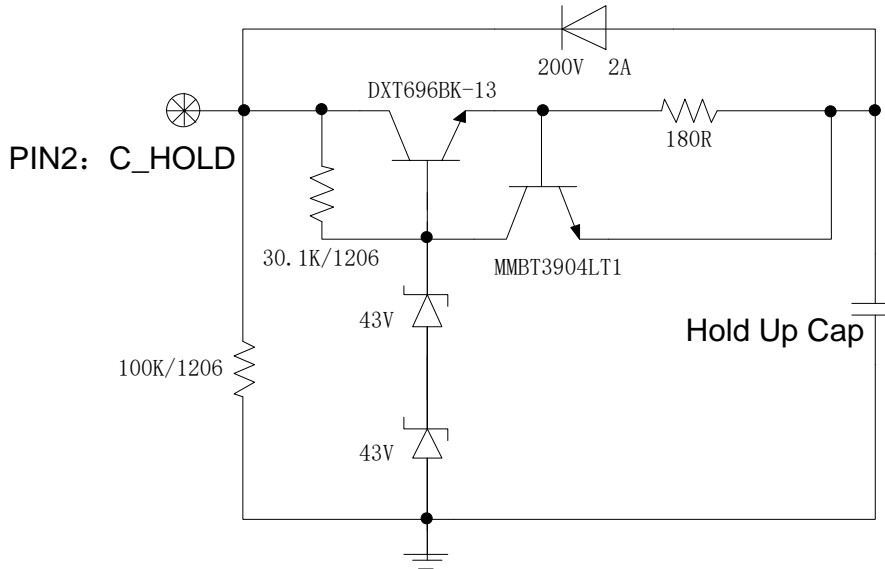 200V 2A
DXT696BK-13
180R
PIN2：C_HOLD
30.1K/1206
MMBT3904LT1
43V
Hold Up Cap
100K/1206
43V